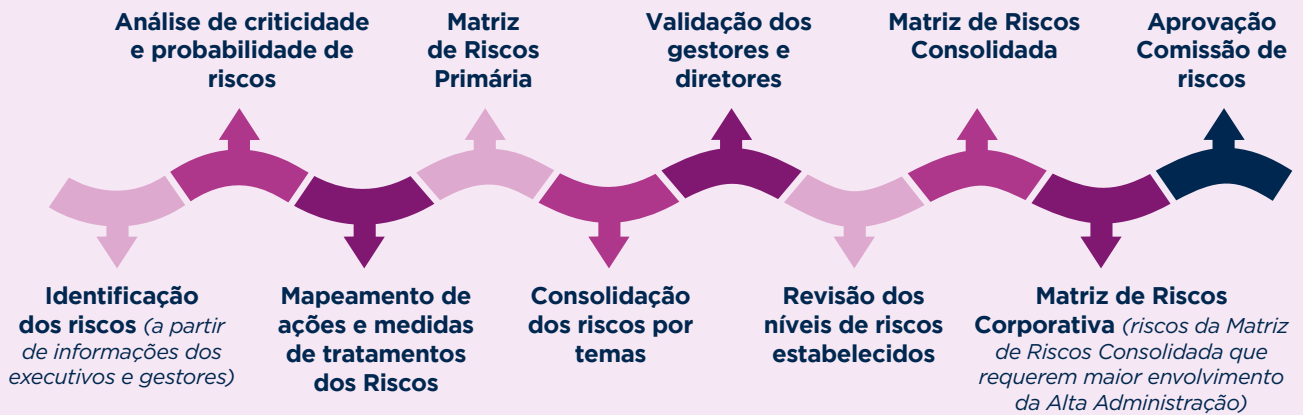 Análise de criticidade
e probabilidade de
riscos
Matriz
de Riscos
Primária
Validação dos
gestores e
diretores
Matriz de Riscos
Consolidada
Aprovação
Comissão de
riscos
Identificação
dos riscos (a partir
de informações dos
executivos e gestores)
Mapeamento de
ações e medidas
de tratamentos
dos Riscos
Consolidação
dos riscos por
temas
Revisão dos
níveis de riscos
estabelecidos
Matriz de Riscos
Corporativa (riscos da Matriz
de Riscos Consolidada que
requerem maior envolvimento
da Alta Administração)